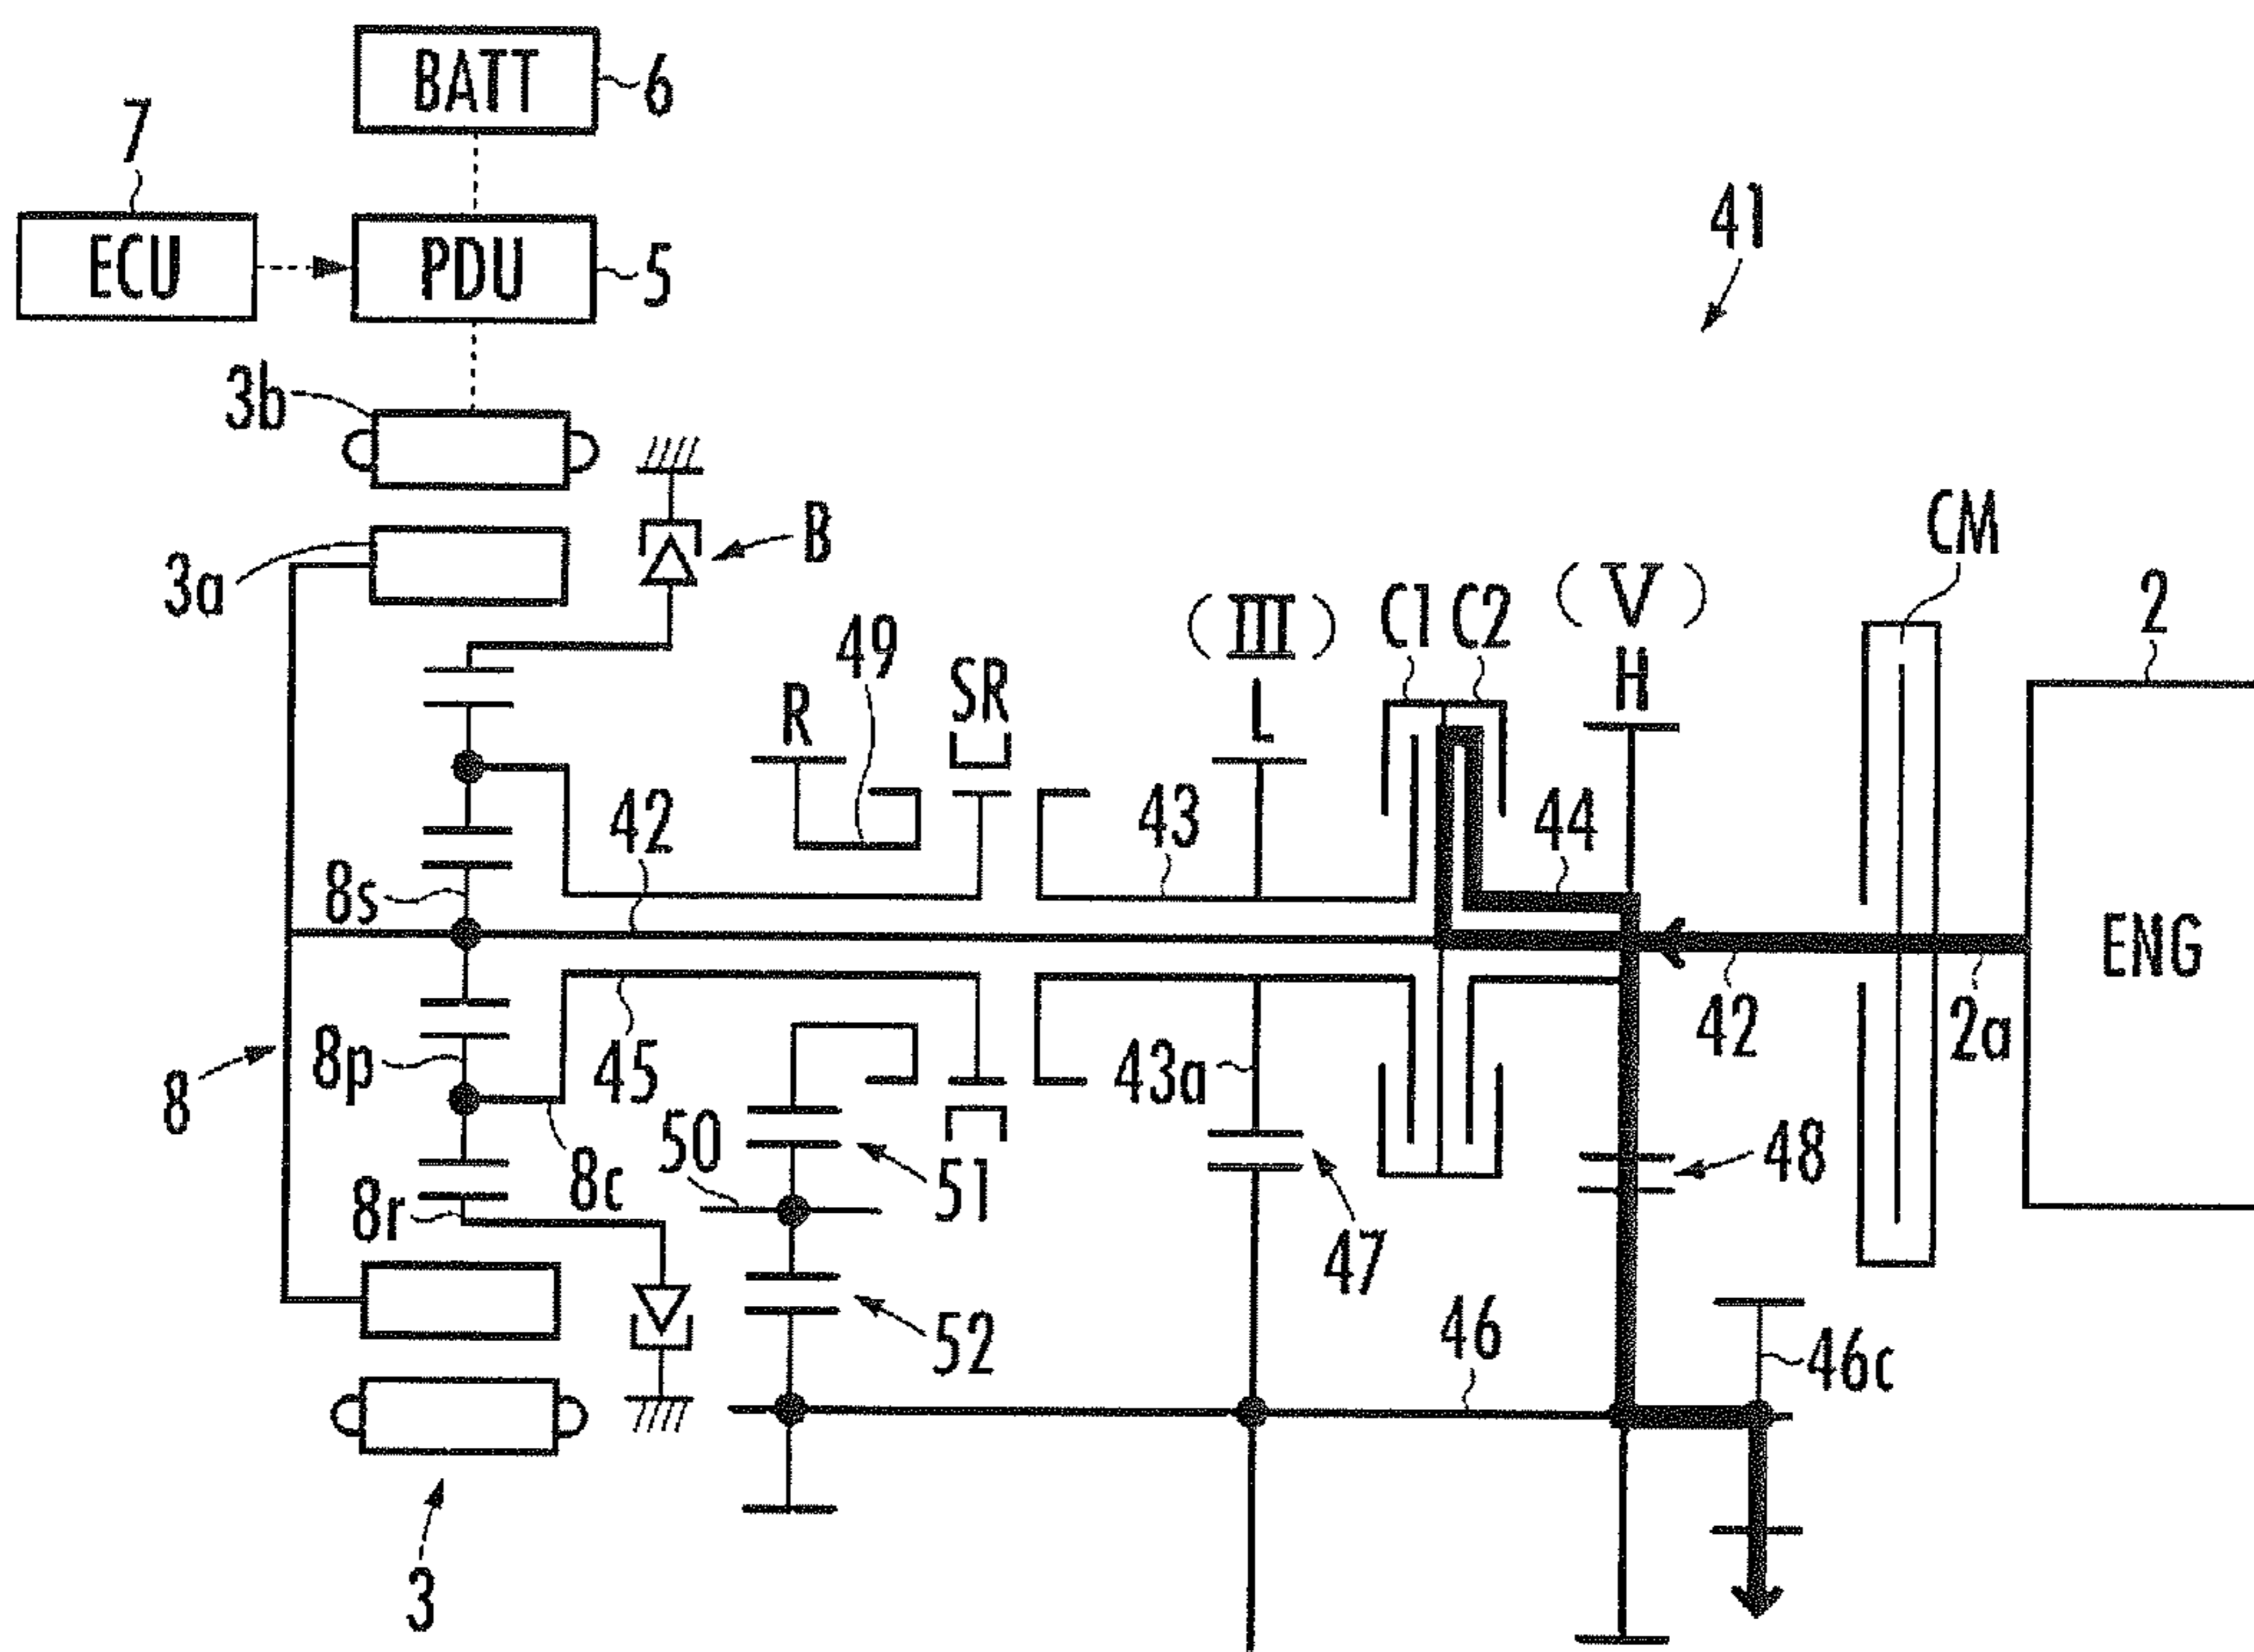 BATT
6
7
ECU
PDU
5
41
3b
3a
B
CM
2
(III)
C1
C2
(V)
49
SR
L
H
R
42
43
44
8s
ENG
42
2a
8p
45
43a
8
50
8c
51
48
8r
47
52
46
46c
3